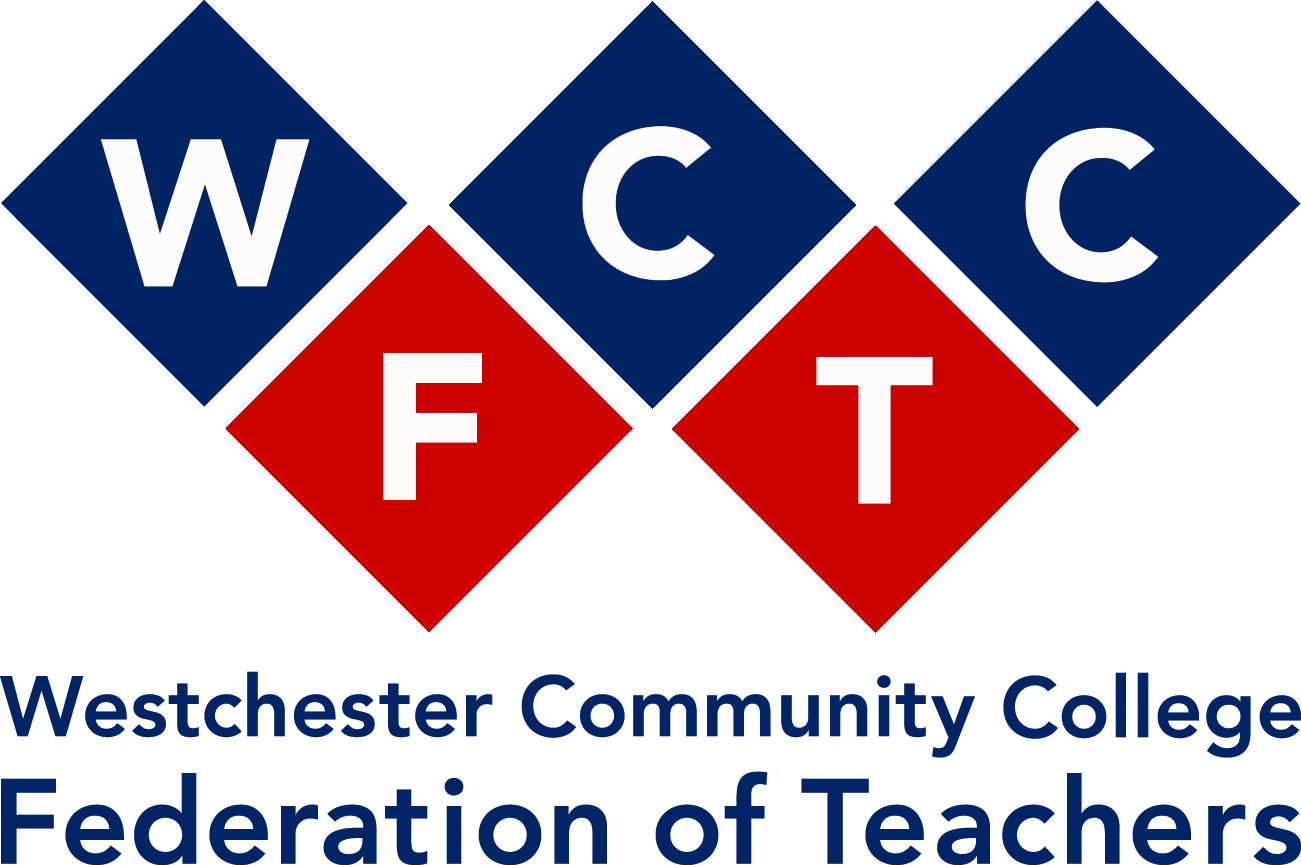 W C C
F T
Westchester Community College
Federation of Teachers